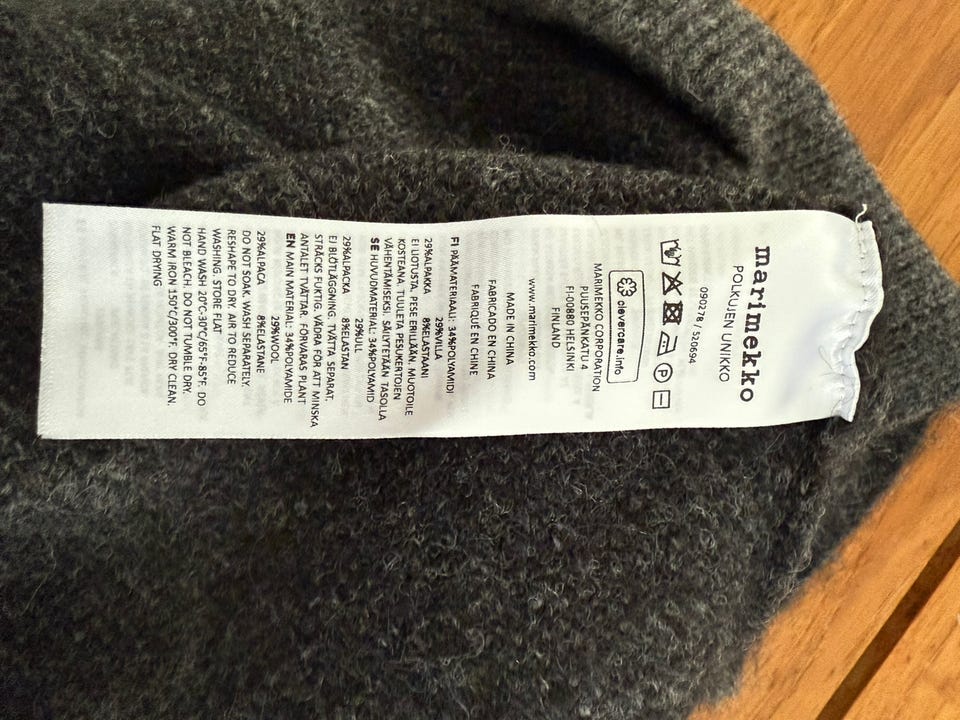 marimekko
POLKUJEN UNIKKO
090278 / 520694
clevercare.info
MARIMEKKO CORPORATION
PUUSEPÄNKATU 4
FI-00880 HELSINKI
FINLAND
www.marimekko.com
MADE IN CHINA
FABRICADO EN CHINA
FABRIQUÉ EN CHINE
FI PÄÄMATERIAALI: 34%POLYAMIDI
29%VILLA
29%ALPAKKA 8%ELASTAANI
EI LIOTUSTA. PESE ERILLÄÄN. MUOTOILE
KOSTEANA. TUULETA PESUKERTOJEN
VÄHENTÄMISEKSI. SÄILYTETÄÄN TASOLLA
SE HUVUDMATERIAL: 34%POLYAMID
29%ULL
29%ALPACKA 8%ELASTAN
EJ BLÖTLÄGGNING. TVÄTTA SEPARAT.
STRÄCKS FUKTIG. VÄDRA FÖR ATT MINSKA
ANTALET TVÄTTAR. FÖRVARAS PLANT
EN MAIN MATERIAL: 34%POLYAMIDE
29%WOOL
29%ALPACA 8%ELASTANE
DO NOT SOAK. WASH SEPARATELY.
RESHAPE TO DRY. AIR TO REDUCE
WASHING. STORE FLAT
HAND WASH 20°C-30°C/65°F-85°F. DO
NOT BLEACH. DO NOT TUMBLE DRY.
WARM IRON 150°C/300°F. DRY CLEAN.
FLAT DRYING